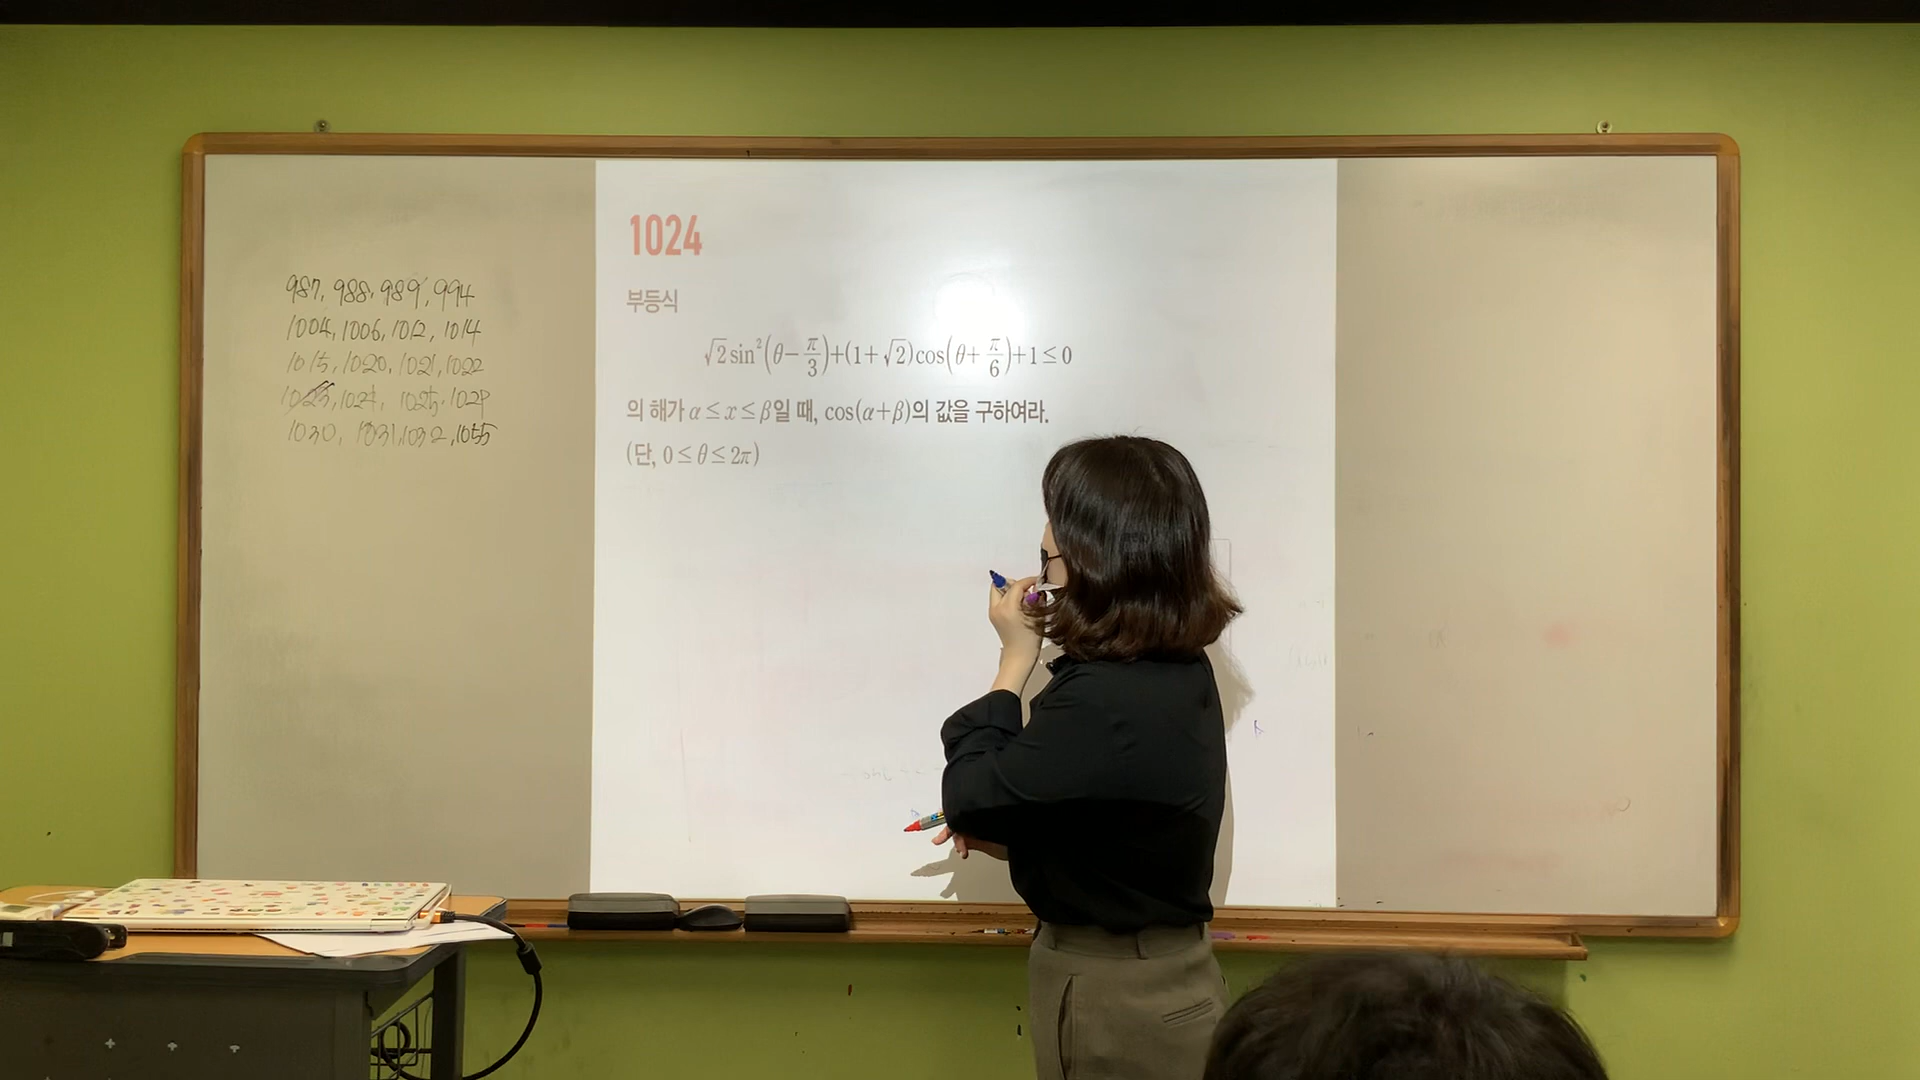 987, 988, 989, 994
1004, 1006, 1012, 1014
1015, 1020, 1021, 1022
1023, 1024, 1025, 1029
1030, 1031, 1032, 1055
1024
부등식
√2 sin²(θ−π/3)+(1+√2)cos(θ+π/6)+1≤0
의 해가 α≤x≤β일 때, cos(α+β)의 값을 구하여라.
(단, 0≤θ≤2π)